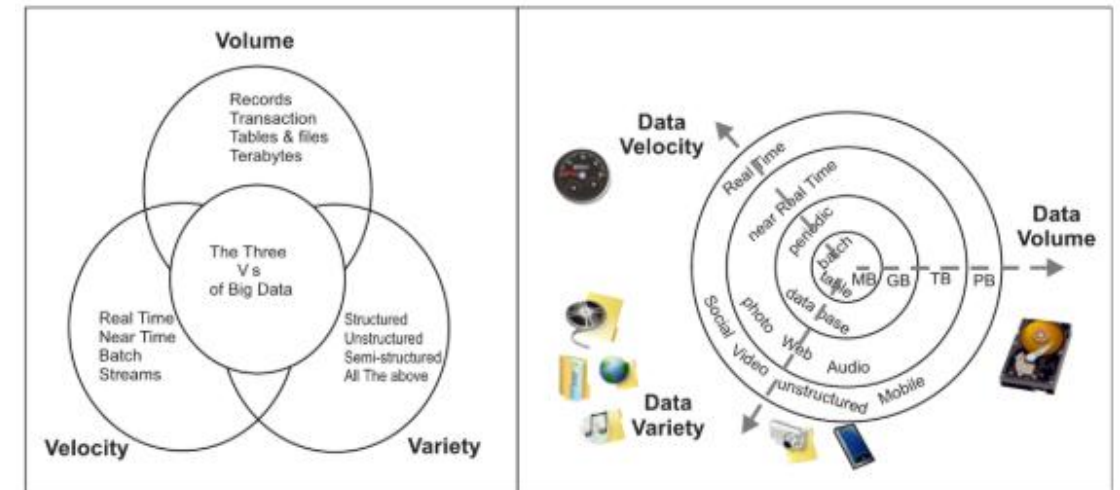 Volume
Records
Transaction
Tables & files
Terabytes
The Three
V s
of Big Data
Real Time
Near Time
Batch
Streams
Structured
Unstructured
Semi-structured
All The above
Velocity
Variety
Data
Velocity
Real Time
near Real Time
periodic
batch
table
MB
GB
TB
PB
Data
Volume
data base
photo Web Audio
Social Video unstructured Mobile
Data
Variety